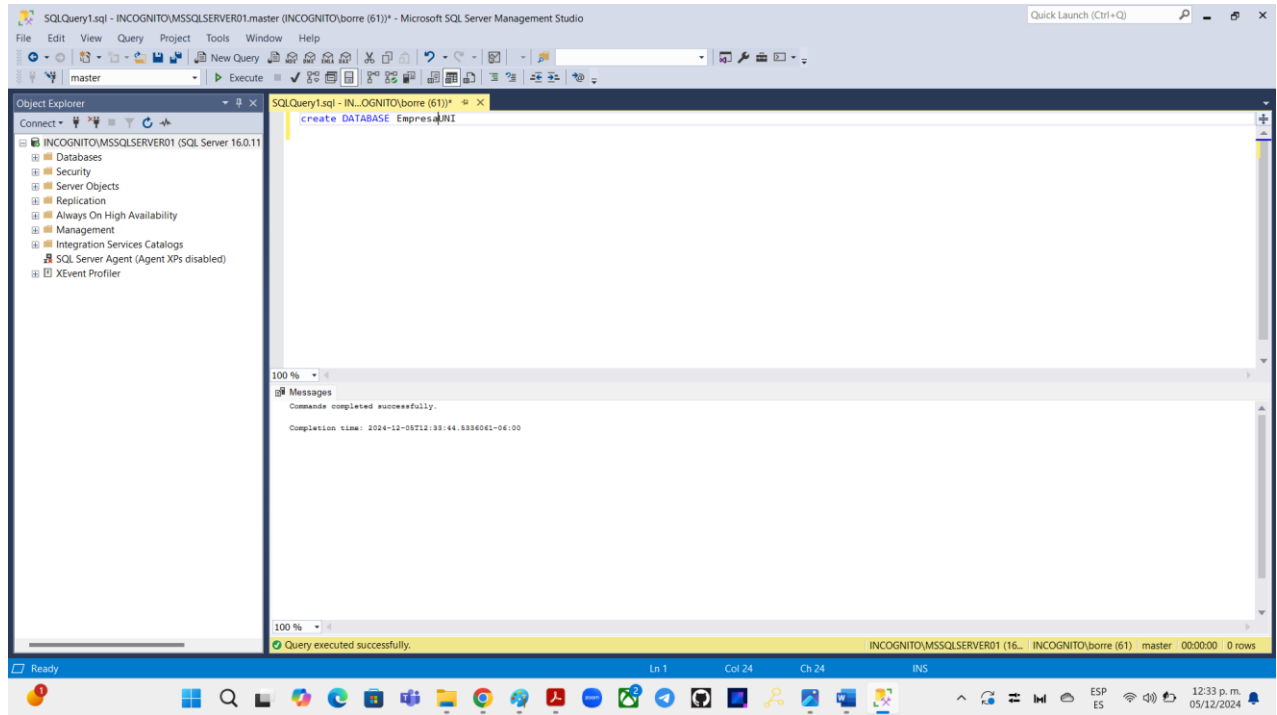 SQLQuery1.sql - INCOGNITO\MSSQLSERVER01.master (INCOGNITO\borre (61))* - Microsoft SQL Server Management Studio
Quick Launch (Ctrl+Q)
File Edit View Query Project Tools Window Help
New Query
master
Execute
Object Explorer
SQLQuery1.sql - IN...OGNITO\borre (61))*
Connect
create DATABASE EmpresaUNI
INCOGNITO\MSSQLSERVER01 (SQL Server 16.0.11
Databases
Security
Server Objects
Replication
Always On High Availability
Management
Integration Services Catalogs
SQL Server Agent (Agent XPs disabled)
XEvent Profiler
100 %
Messages
Commands completed successfully.
Completion time: 2024-12-05T12:33:44.5336061-06:00
100 %
Query executed successfully.
INCOGNITO\MSSQLSERVER01 (16... INCOGNITO\borre (61) master 00:00:00 0 rows
Ready
Ln 1 Col 24 Ch 24 INS
1
zoom
2
ESP
ES
12:33 p. m.
05/12/2024